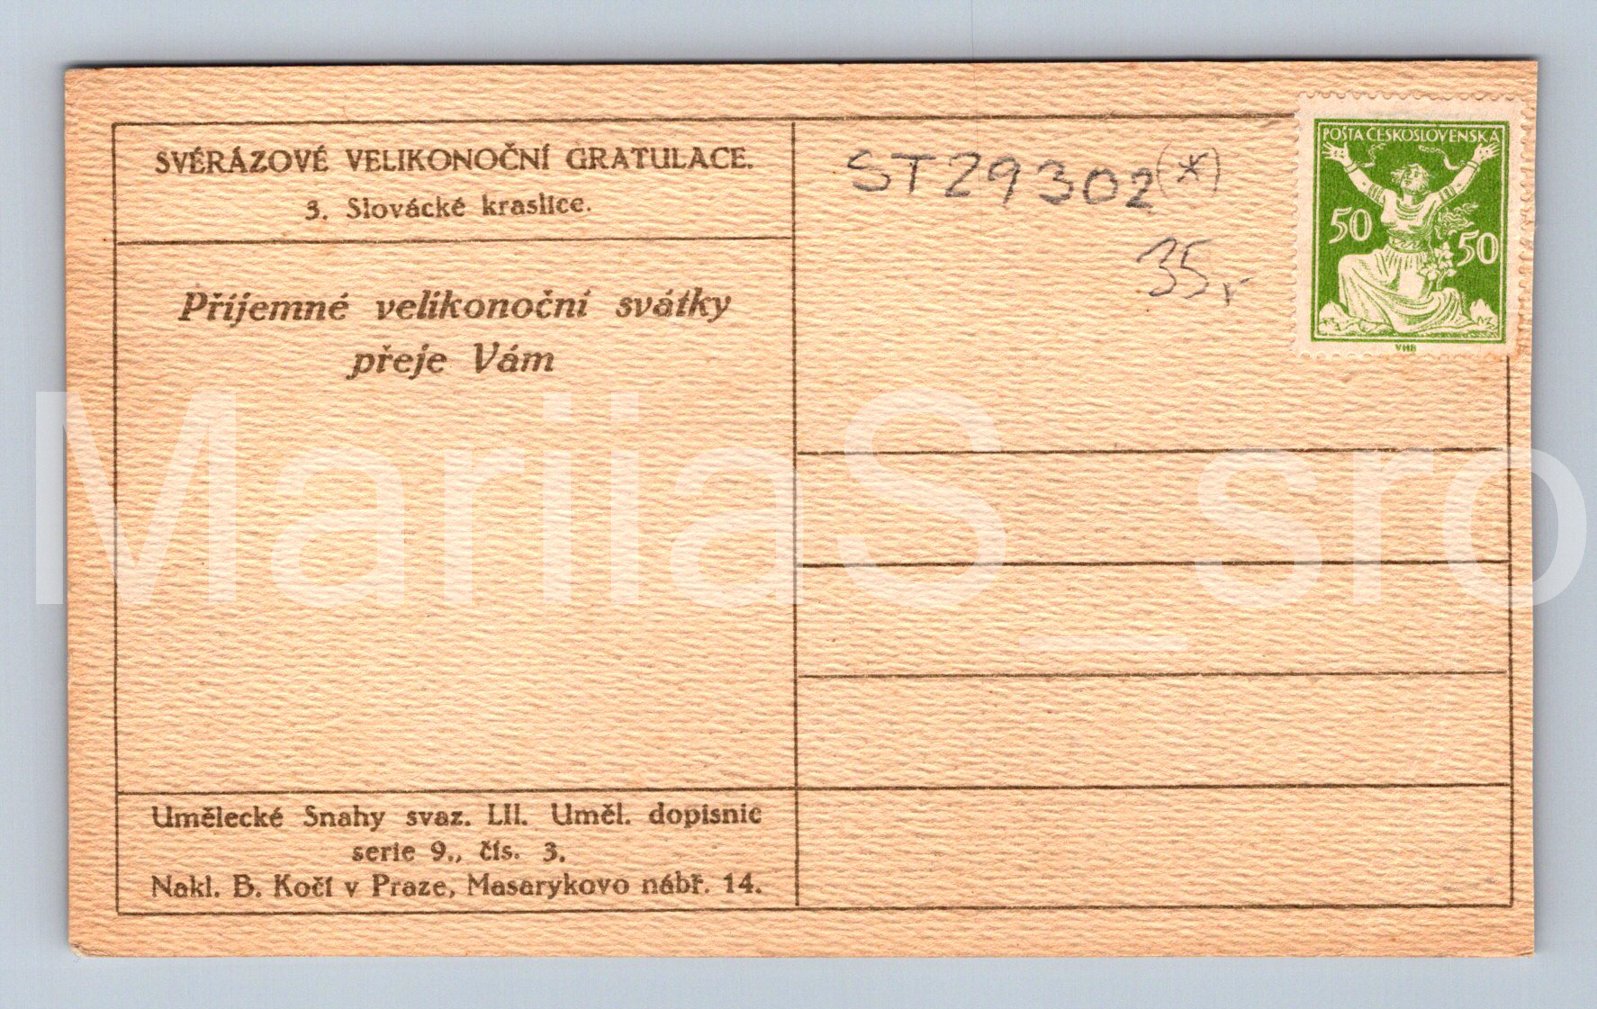 SVÉRÁZOVÉ VELIKONOČNÍ GRATULACE.
3. Slovácké kraslice.
Příjemné velikonoční svátky
přeje Vám
Umělecké Snahy svaz. LII. Uměl. dopisnic
serie 9., čís. 3.
Nakl. B. Kočí v Praze, Masarykovo nábř. 14.
ST29302(*)
35,-
POŠTA ČESKOSLOVENSKÁ
50 50
VHB
MariiaS_sro